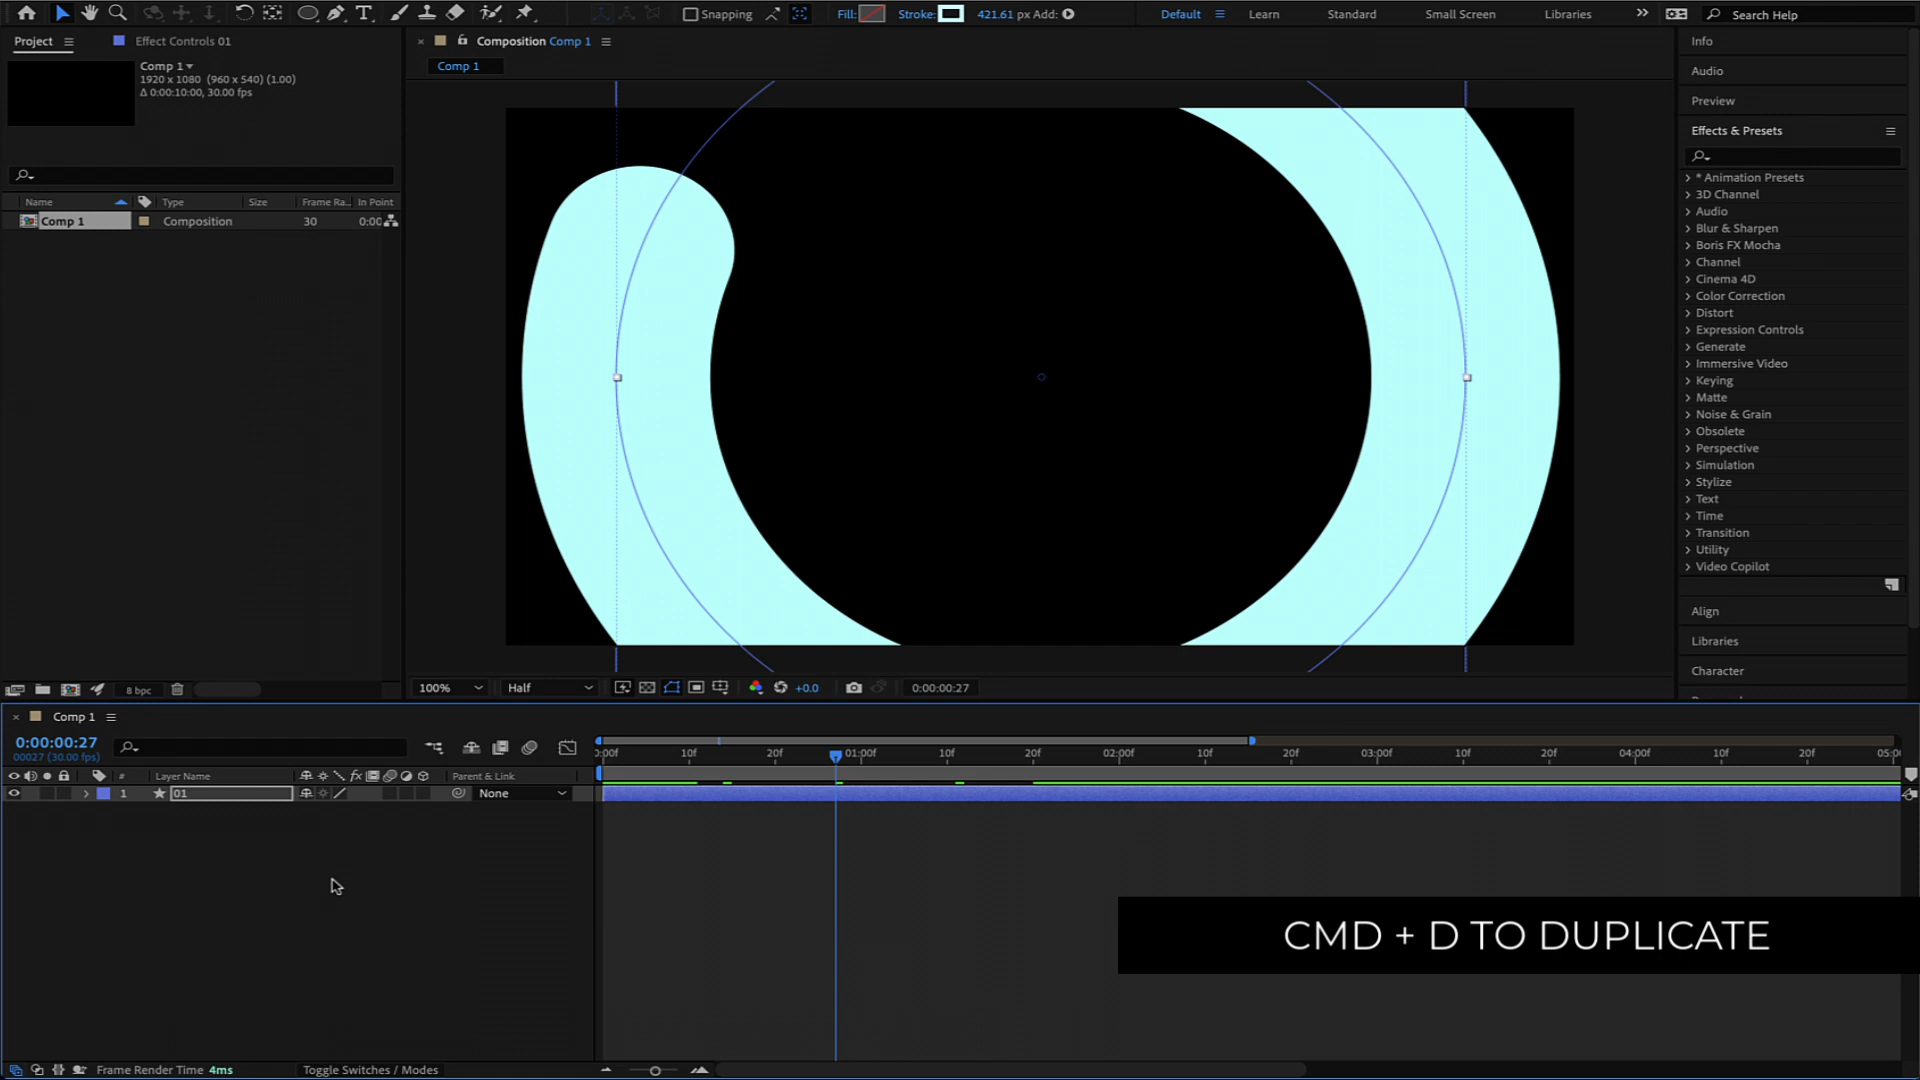 Snapping
Fill:
Stroke:
421.61 px
Add:
Default
Learn
Standard
Small Screen
Libraries
Search Help
Project
Effect Controls 01
Comp 1
1920 x 1080 (960 x 540) (1.00)
Δ 0:00:10:00, 30.00 fps
Name
Type
Size
Frame Ra...
In Point
Comp 1
Composition
30
0:00
8 bpc
Composition Comp 1
Comp 1
100%
Half
+0.0
0:00:00:27
Info
Audio
Preview
Effects & Presets
* Animation Presets
3D Channel
Audio
Blur & Sharpen
Boris FX Mocha
Channel
Cinema 4D
Color Correction
Distort
Expression Controls
Generate
Immersive Video
Keying
Matte
Noise & Grain
Obsolete
Perspective
Simulation
Stylize
Text
Time
Transition
Utility
Video Copilot
Align
Libraries
Character
Comp 1
0:00:00:27
00027 (30.00 fps)
:00f
10f
20f
01:00f
10f
20f
02:00f
10f
20f
03:00f
10f
20f
04:00f
10f
20f
05:0
#
Layer Name
Parent & Link
1
01
None
CMD + D TO DUPLICATE
Frame Render Time 4ms
Toggle Switches / Modes